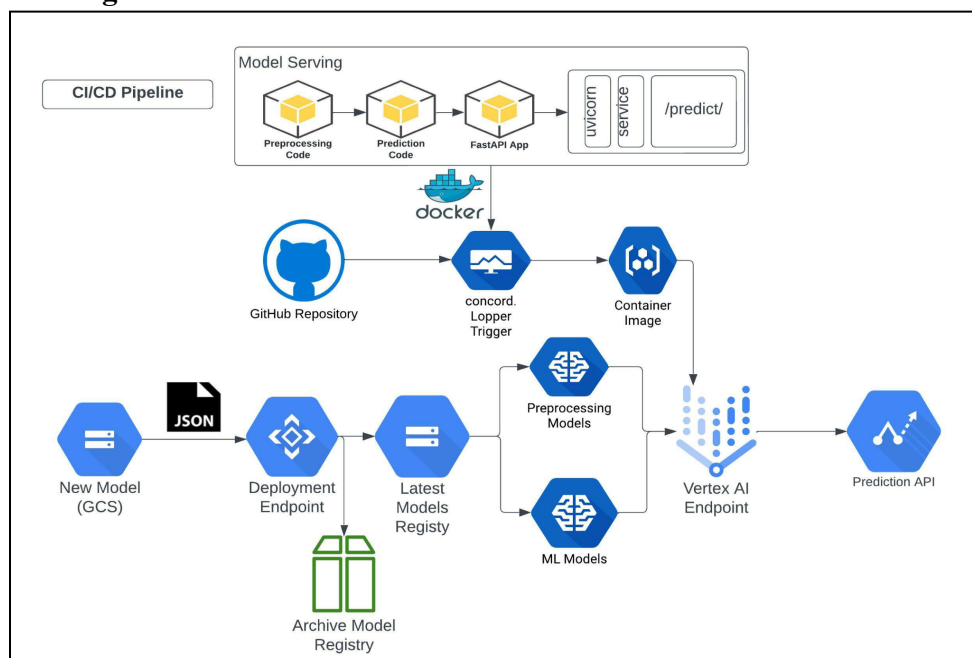 Model Serving
CI/CD Pipeline
uvicorn
service
/predict/
Preprocessing
Code
Prediction
Code
FastAPI App
docker
GitHub Repository
concord.
Lopper
Trigger
Container
Image
JSON
Preprocessing
Models
New Model
(GCS)
Deployment
Endpoint
Latest
Models
Registy
Vertex AI
Endpoint
Prediction API
ML Models
Archive Model
Registry